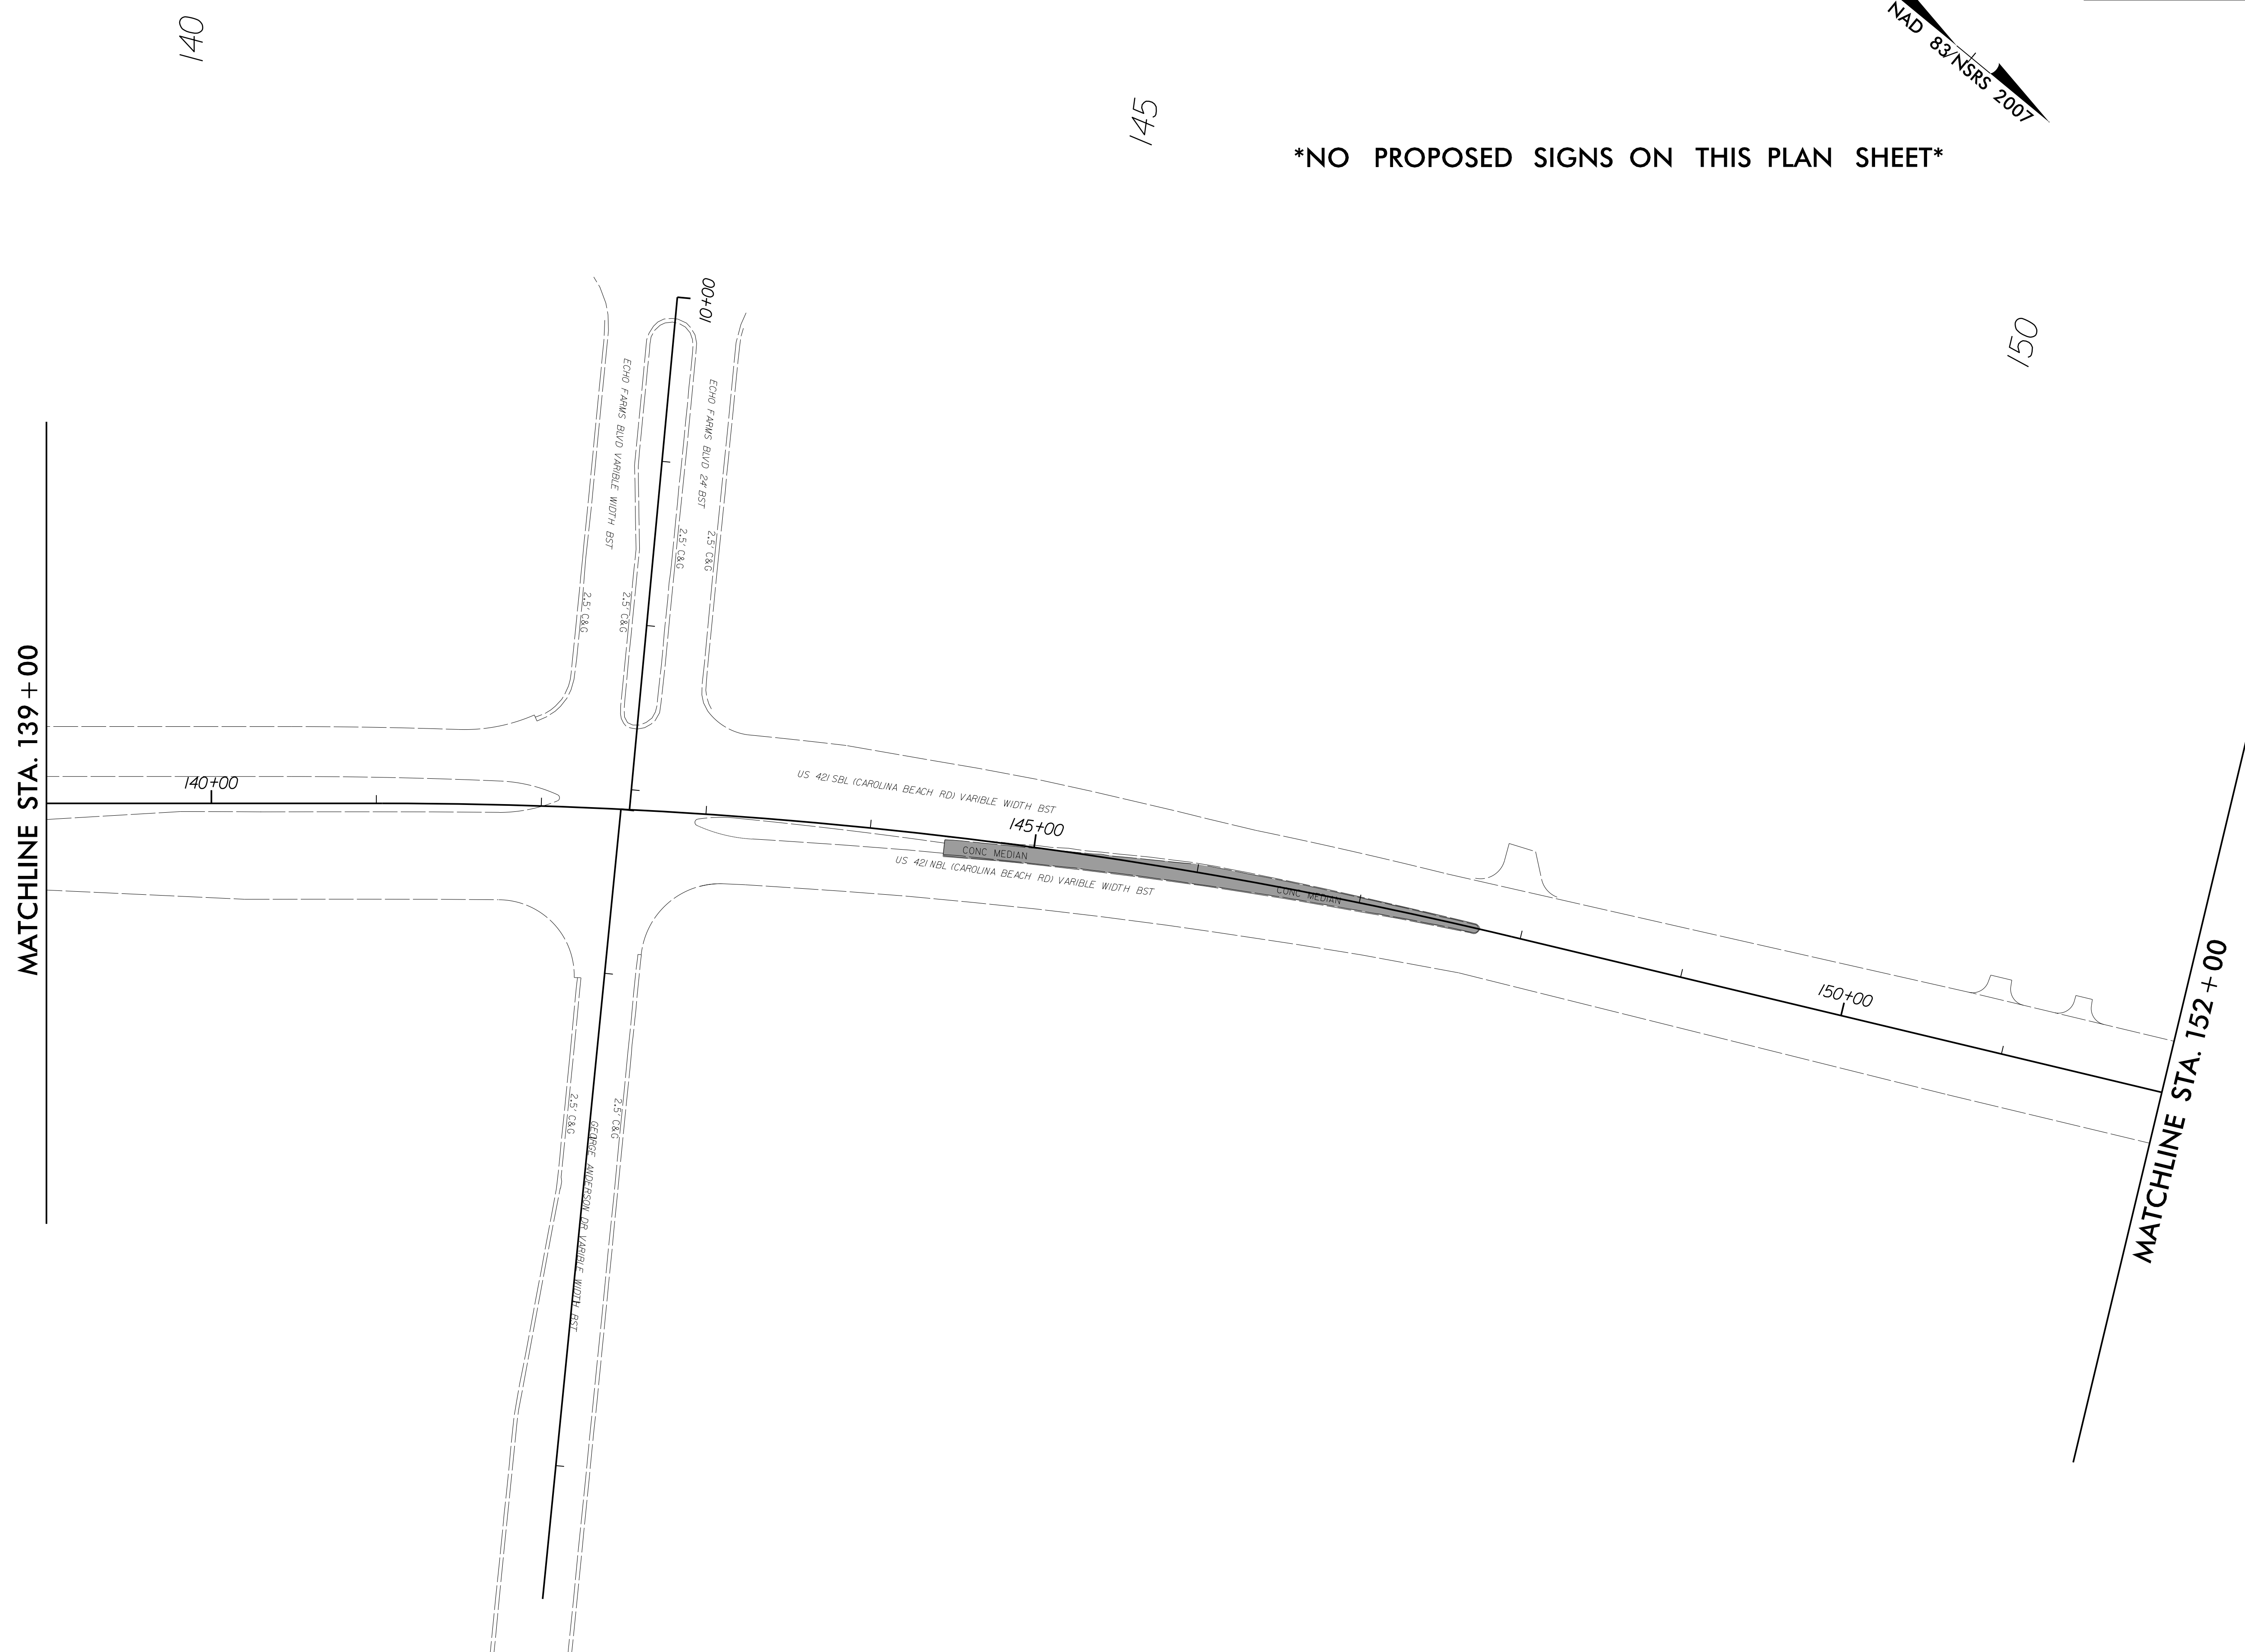 140
145
NAD 83/NSRS 2007
*NO PROPOSED SIGNS ON THIS PLAN SHEET*
150
10+00
ECHO FARMS BLVD VARIBLE WIDTH BST
ECHO FARMS BLVD 24' BST
2.5' C&G
2.5' C&G
2.5' C&G
2.5' C&G
MATCHLINE STA. 139+00
140+00
US 421 SBL (CAROLINA BEACH RD) VARIBLE WIDTH BST
145+00
CONC MEDIAN
US 421 NBL (CAROLINA BEACH RD) VARIBLE WIDTH BST
CONC MEDIAN
150+00
MATCHLINE STA. 152+00
2.5' C&G
2.5' C&G
GEORGE ANDERSON DR VARIBLE WIDTH BST